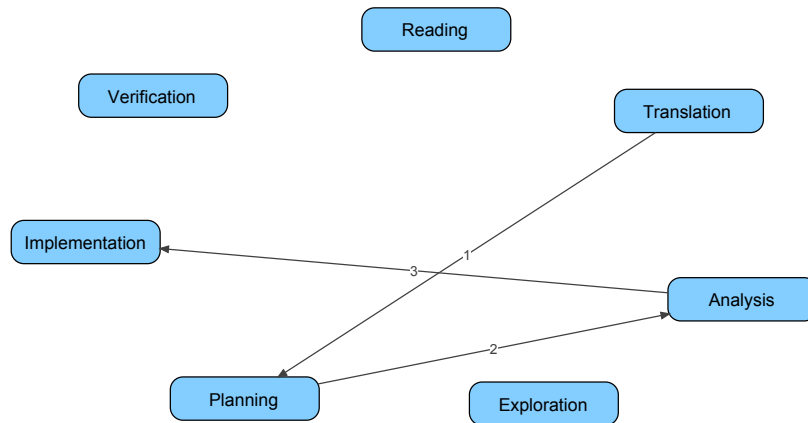 Reading
Verification
Translation
Implementation
1
3
Analysis
2
Planning
Exploration